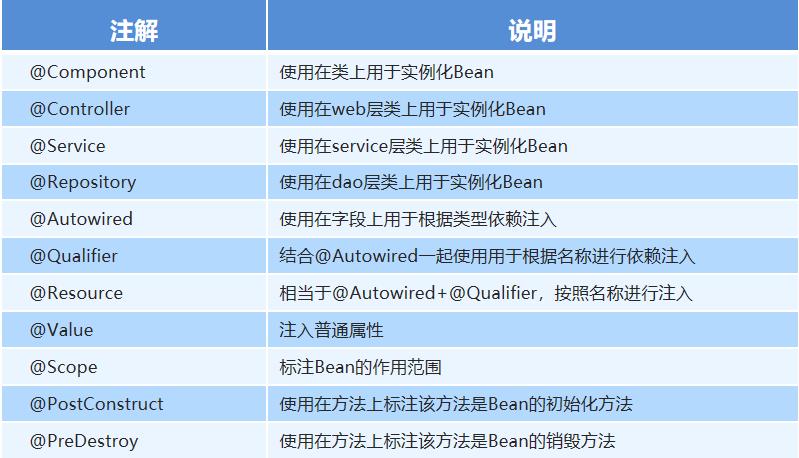 注解 说明
@Component 使用在类上用于实例化Bean
@Controller 使用在web层类上用于实例化Bean
@Service 使用在service层类上用于实例化Bean
@Repository 使用在dao层类上用于实例化Bean
@Autowired 使用在字段上用于根据类型依赖注入
@Qualifier 结合@Autowired一起使用用于根据名称进行依赖注入
@Resource 相当于@Autowired+@Qualifier，按照名称进行注入
@Value 注入普通属性
@Scope 标注Bean的作用范围
@PostConstruct 使用在方法上标注该方法是Bean的初始化方法
@PreDestroy 使用在方法上标注该方法是Bean的销毁方法